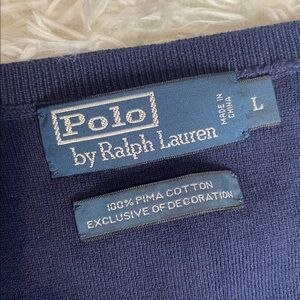 Polo
by Ralph Lauren
MADE IN
CHINA
L
100% PIMA COTTON
EXCLUSIVE OF DECORATION